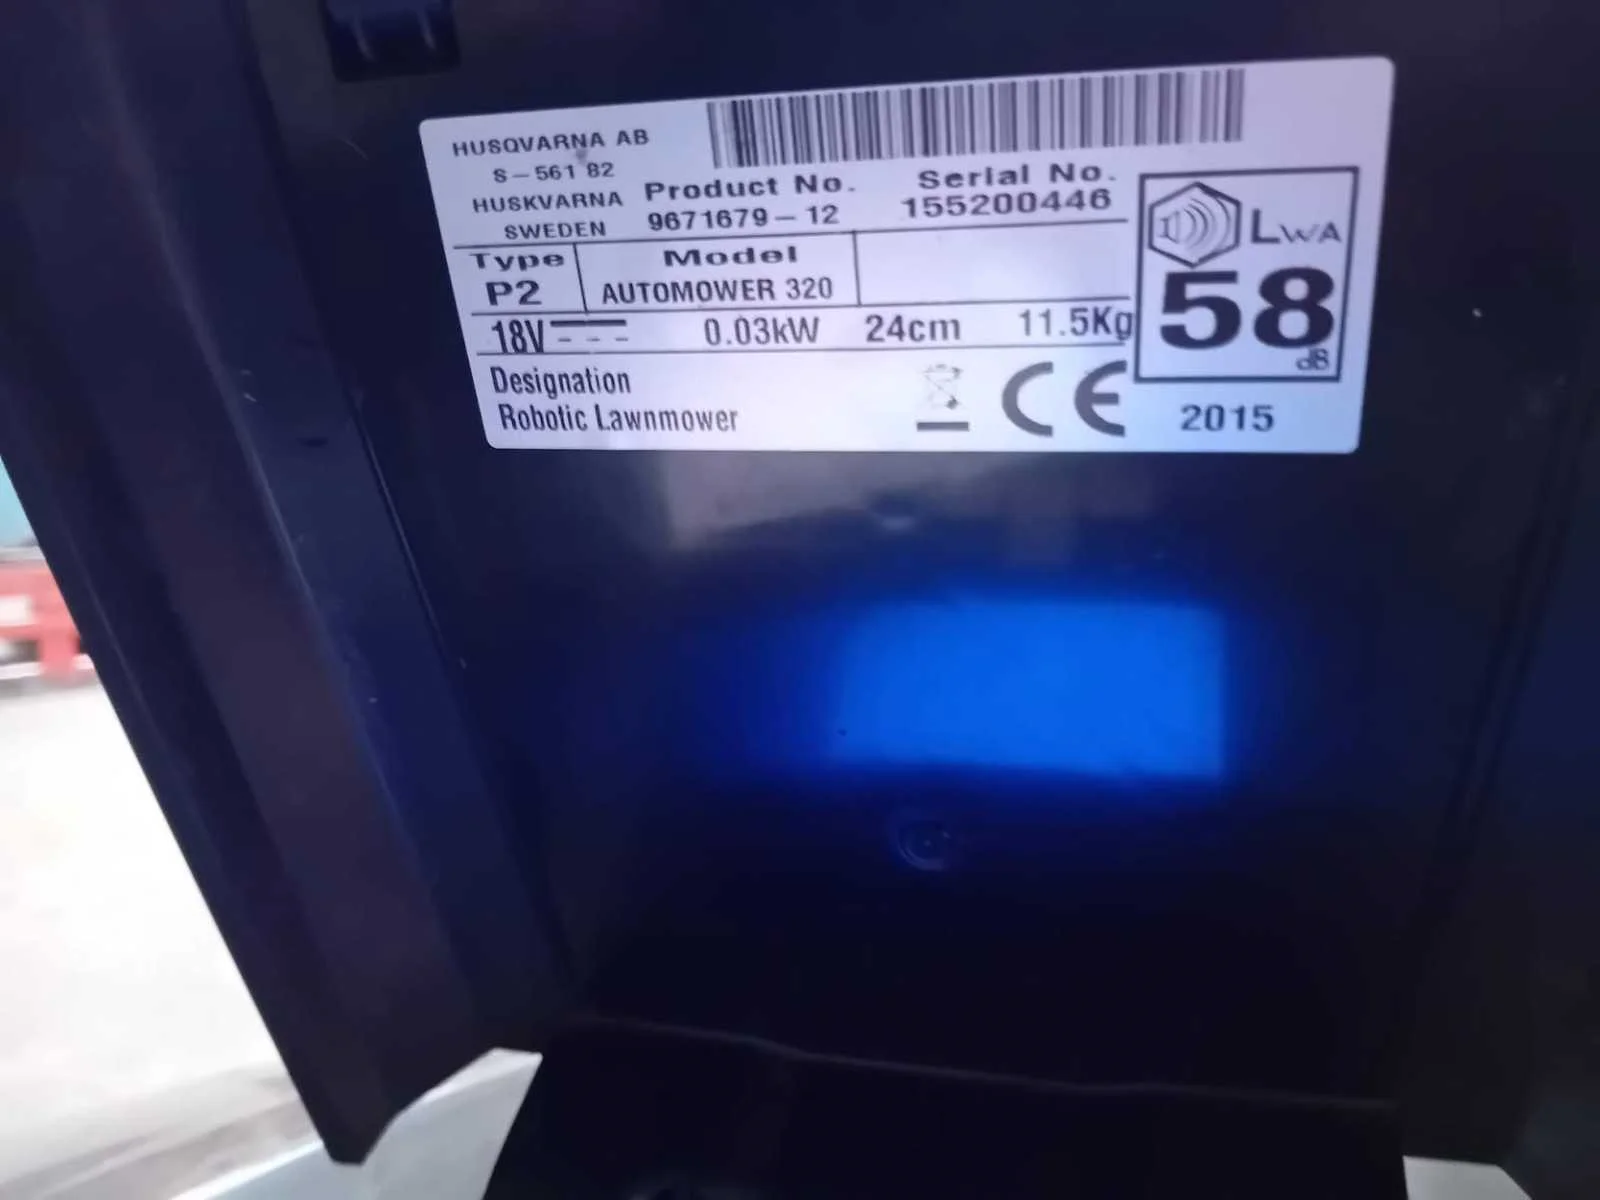 HUSQVARNA AB
S-561 82
HUSKVARNA
SWEDEN
Product No.
9671679-12
Serial No.
155200446
Type
P2
Model
AUTOMOWER 320
18V 0.03kW 24cm 11.5Kg
Designation
Robotic Lawnmower
CE
LWA
58
dB
2015